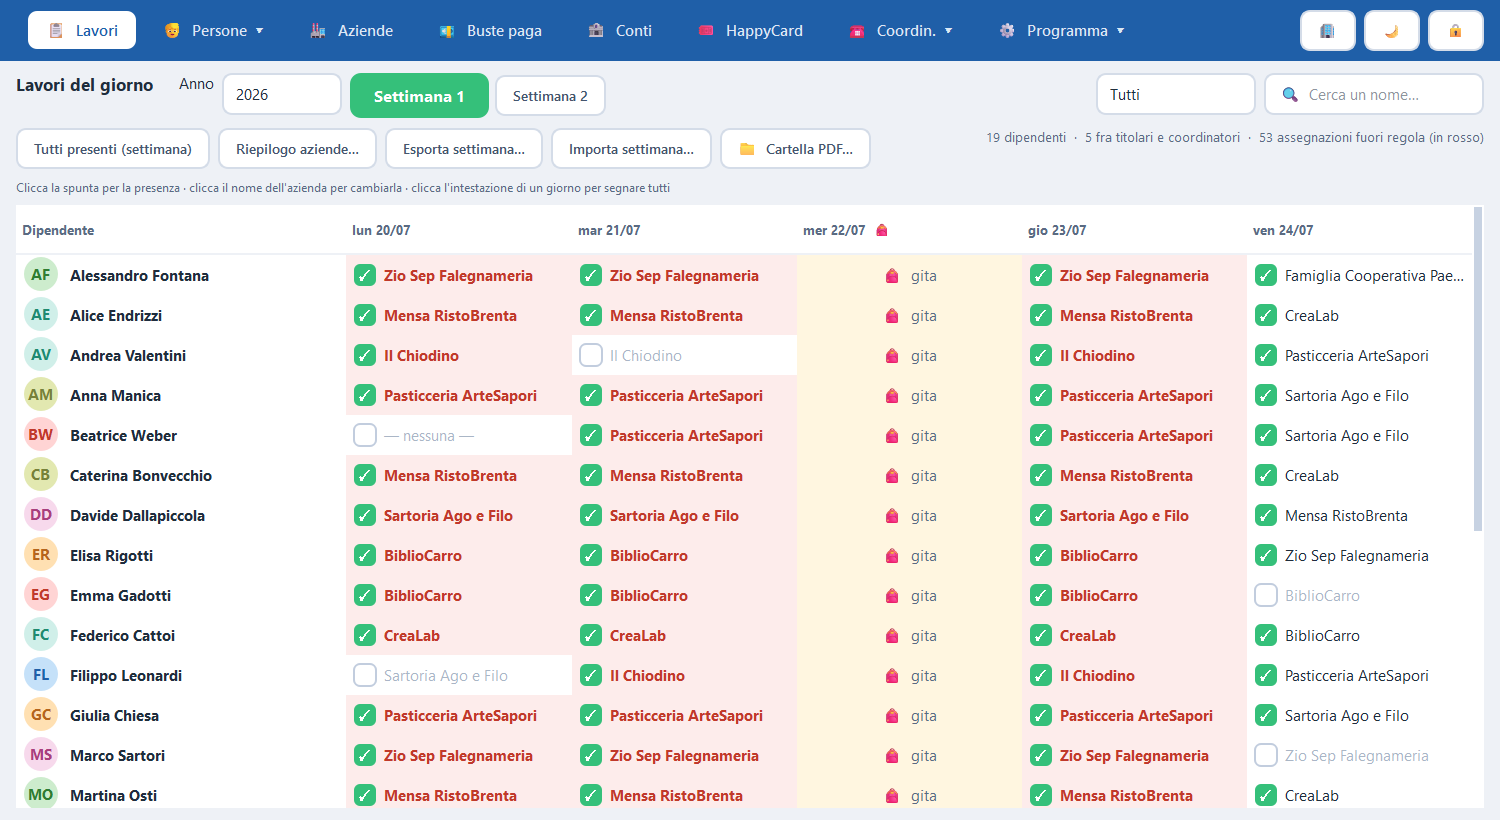 Lavori Persone ▾ Aziende Buste paga Conti HappyCard Coordin. ▾ Programma ▾
Lavori del giorno Anno 2026 Settimana 1 Settimana 2 Tutti Cerca un nome...
Tutti presenti (settimana) Riepilogo aziende... Esporta settimana... Importa settimana... Cartella PDF... 19 dipendenti · 5 fra titolari e coordinatori · 53 assegnazioni fuori regola (in rosso)
Clicca la spunta per la presenza · clicca il nome dell'azienda per cambiarla · clicca l'intestazione di un giorno per segnare tutti
Dipendente lun 20/07 mar 21/07 mer 22/07 gio 23/07 ven 24/07
AF Alessandro Fontana Zio Sep Falegnameria Zio Sep Falegnameria gita Zio Sep Falegnameria Famiglia Cooperativa Pae...
AE Alice Endrizzi Mensa RistoBrenta Mensa RistoBrenta gita Mensa RistoBrenta CreaLab
AV Andrea Valentini Il Chiodino Il Chiodino gita Il Chiodino Pasticceria ArteSapori
AM Anna Manica Pasticceria ArteSapori Pasticceria ArteSapori gita Pasticceria ArteSapori Sartoria Ago e Filo
BW Beatrice Weber — nessuna — Pasticceria ArteSapori gita Pasticceria ArteSapori Sartoria Ago e Filo
CB Caterina Bonvecchio Mensa RistoBrenta Mensa RistoBrenta gita Mensa RistoBrenta CreaLab
DD Davide Dallapiccola Sartoria Ago e Filo Sartoria Ago e Filo gita Sartoria Ago e Filo Mensa RistoBrenta
ER Elisa Rigotti BiblioCarro BiblioCarro gita BiblioCarro Zio Sep Falegnameria
EG Emma Gadotti BiblioCarro BiblioCarro gita BiblioCarro BiblioCarro
FC Federico Cattoi CreaLab CreaLab gita CreaLab BiblioCarro
FL Filippo Leonardi Sartoria Ago e Filo Il Chiodino gita Il Chiodino Pasticceria ArteSapori
GC Giulia Chiesa Pasticceria ArteSapori Pasticceria ArteSapori gita Pasticceria ArteSapori Sartoria Ago e Filo
MS Marco Sartori Zio Sep Falegnameria Zio Sep Falegnameria gita Zio Sep Falegnameria Zio Sep Falegnameria
MO Martina Osti Mensa RistoBrenta Mensa RistoBrenta gita Mensa RistoBrenta CreaLab